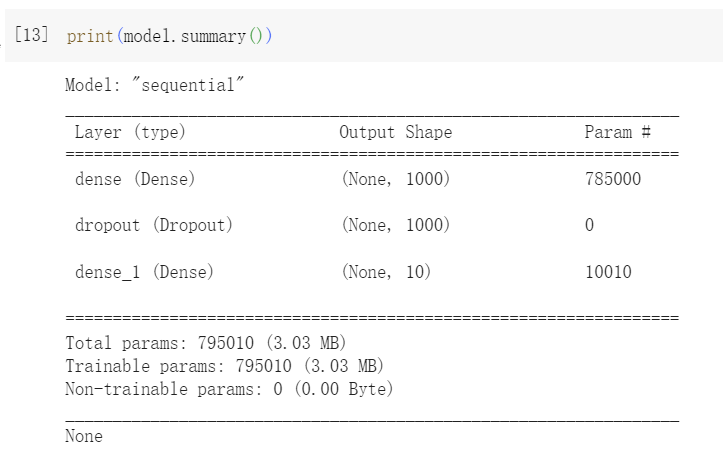 [13] print(model.summary())
Model: "sequential"
_________________________________________________________________
Layer (type) Output Shape Param #
=================================================================
dense (Dense) (None, 1000) 785000
dropout (Dropout) (None, 1000) 0
dense_1 (Dense) (None, 10) 10010
=================================================================
Total params: 795010 (3.03 MB)
Trainable params: 795010 (3.03 MB)
Non-trainable params: 0 (0.00 Byte)
_________________________________________________________________
None